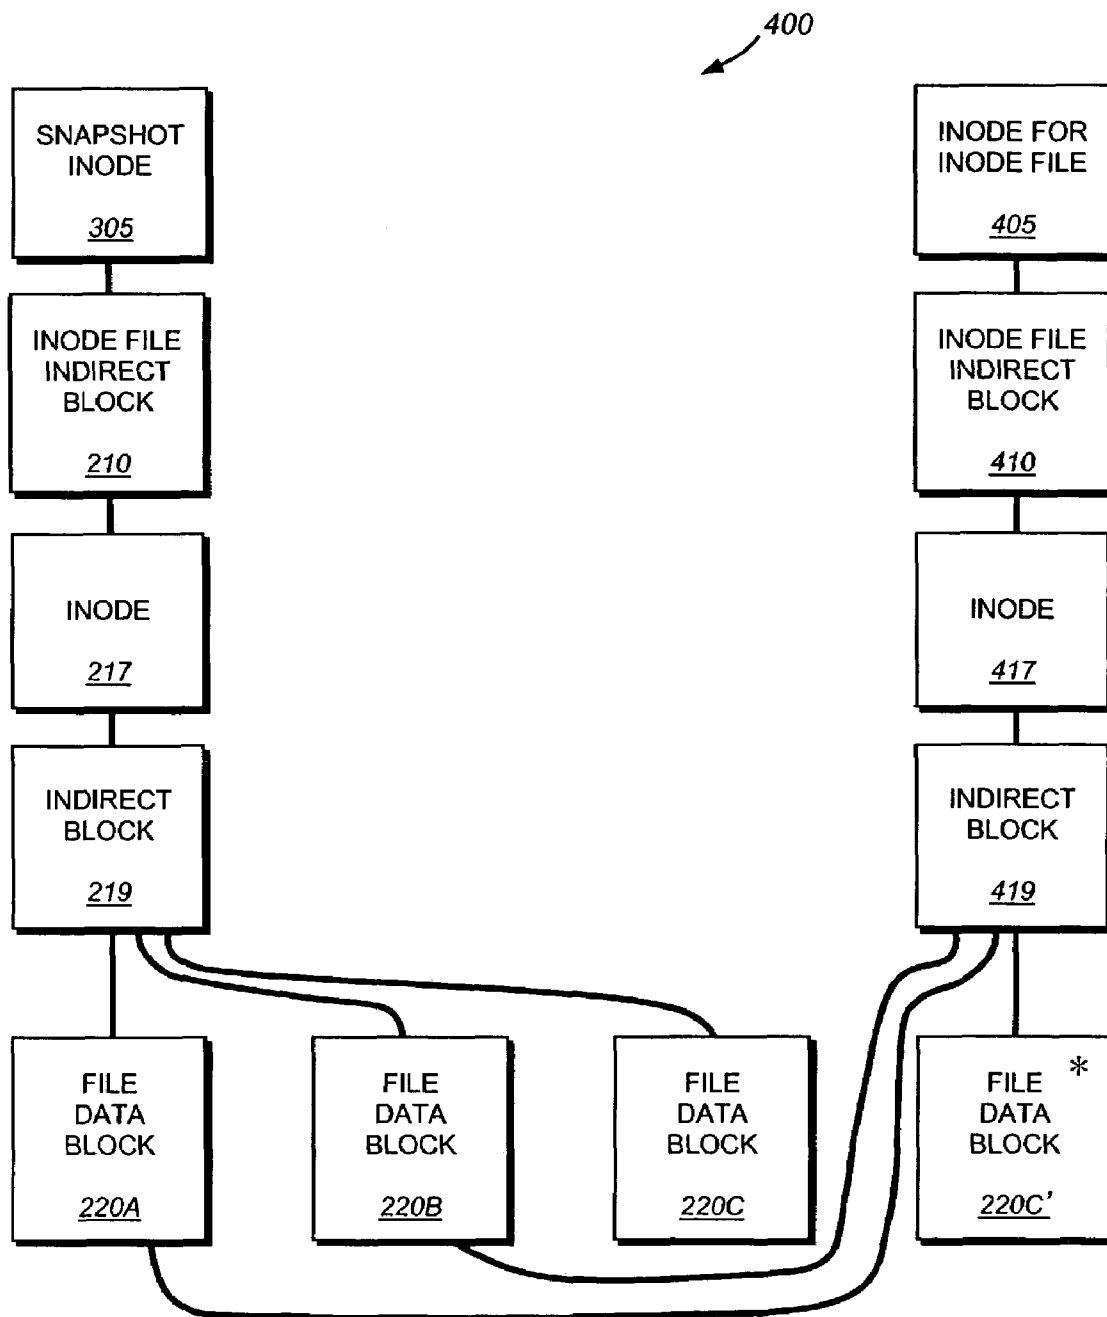 400
SNAPSHOT
INODE
305
INODE FOR
INODE FILE
405
INODE FILE
INDIRECT
BLOCK
210
INODE FILE
INDIRECT
BLOCK
410
INODE
217
INODE
417
INDIRECT
BLOCK
219
INDIRECT
BLOCK
419
FILE
DATA
BLOCK
220A
FILE
DATA
BLOCK
220B
FILE
DATA
BLOCK
220C
FILE *
DATA
BLOCK
220C'